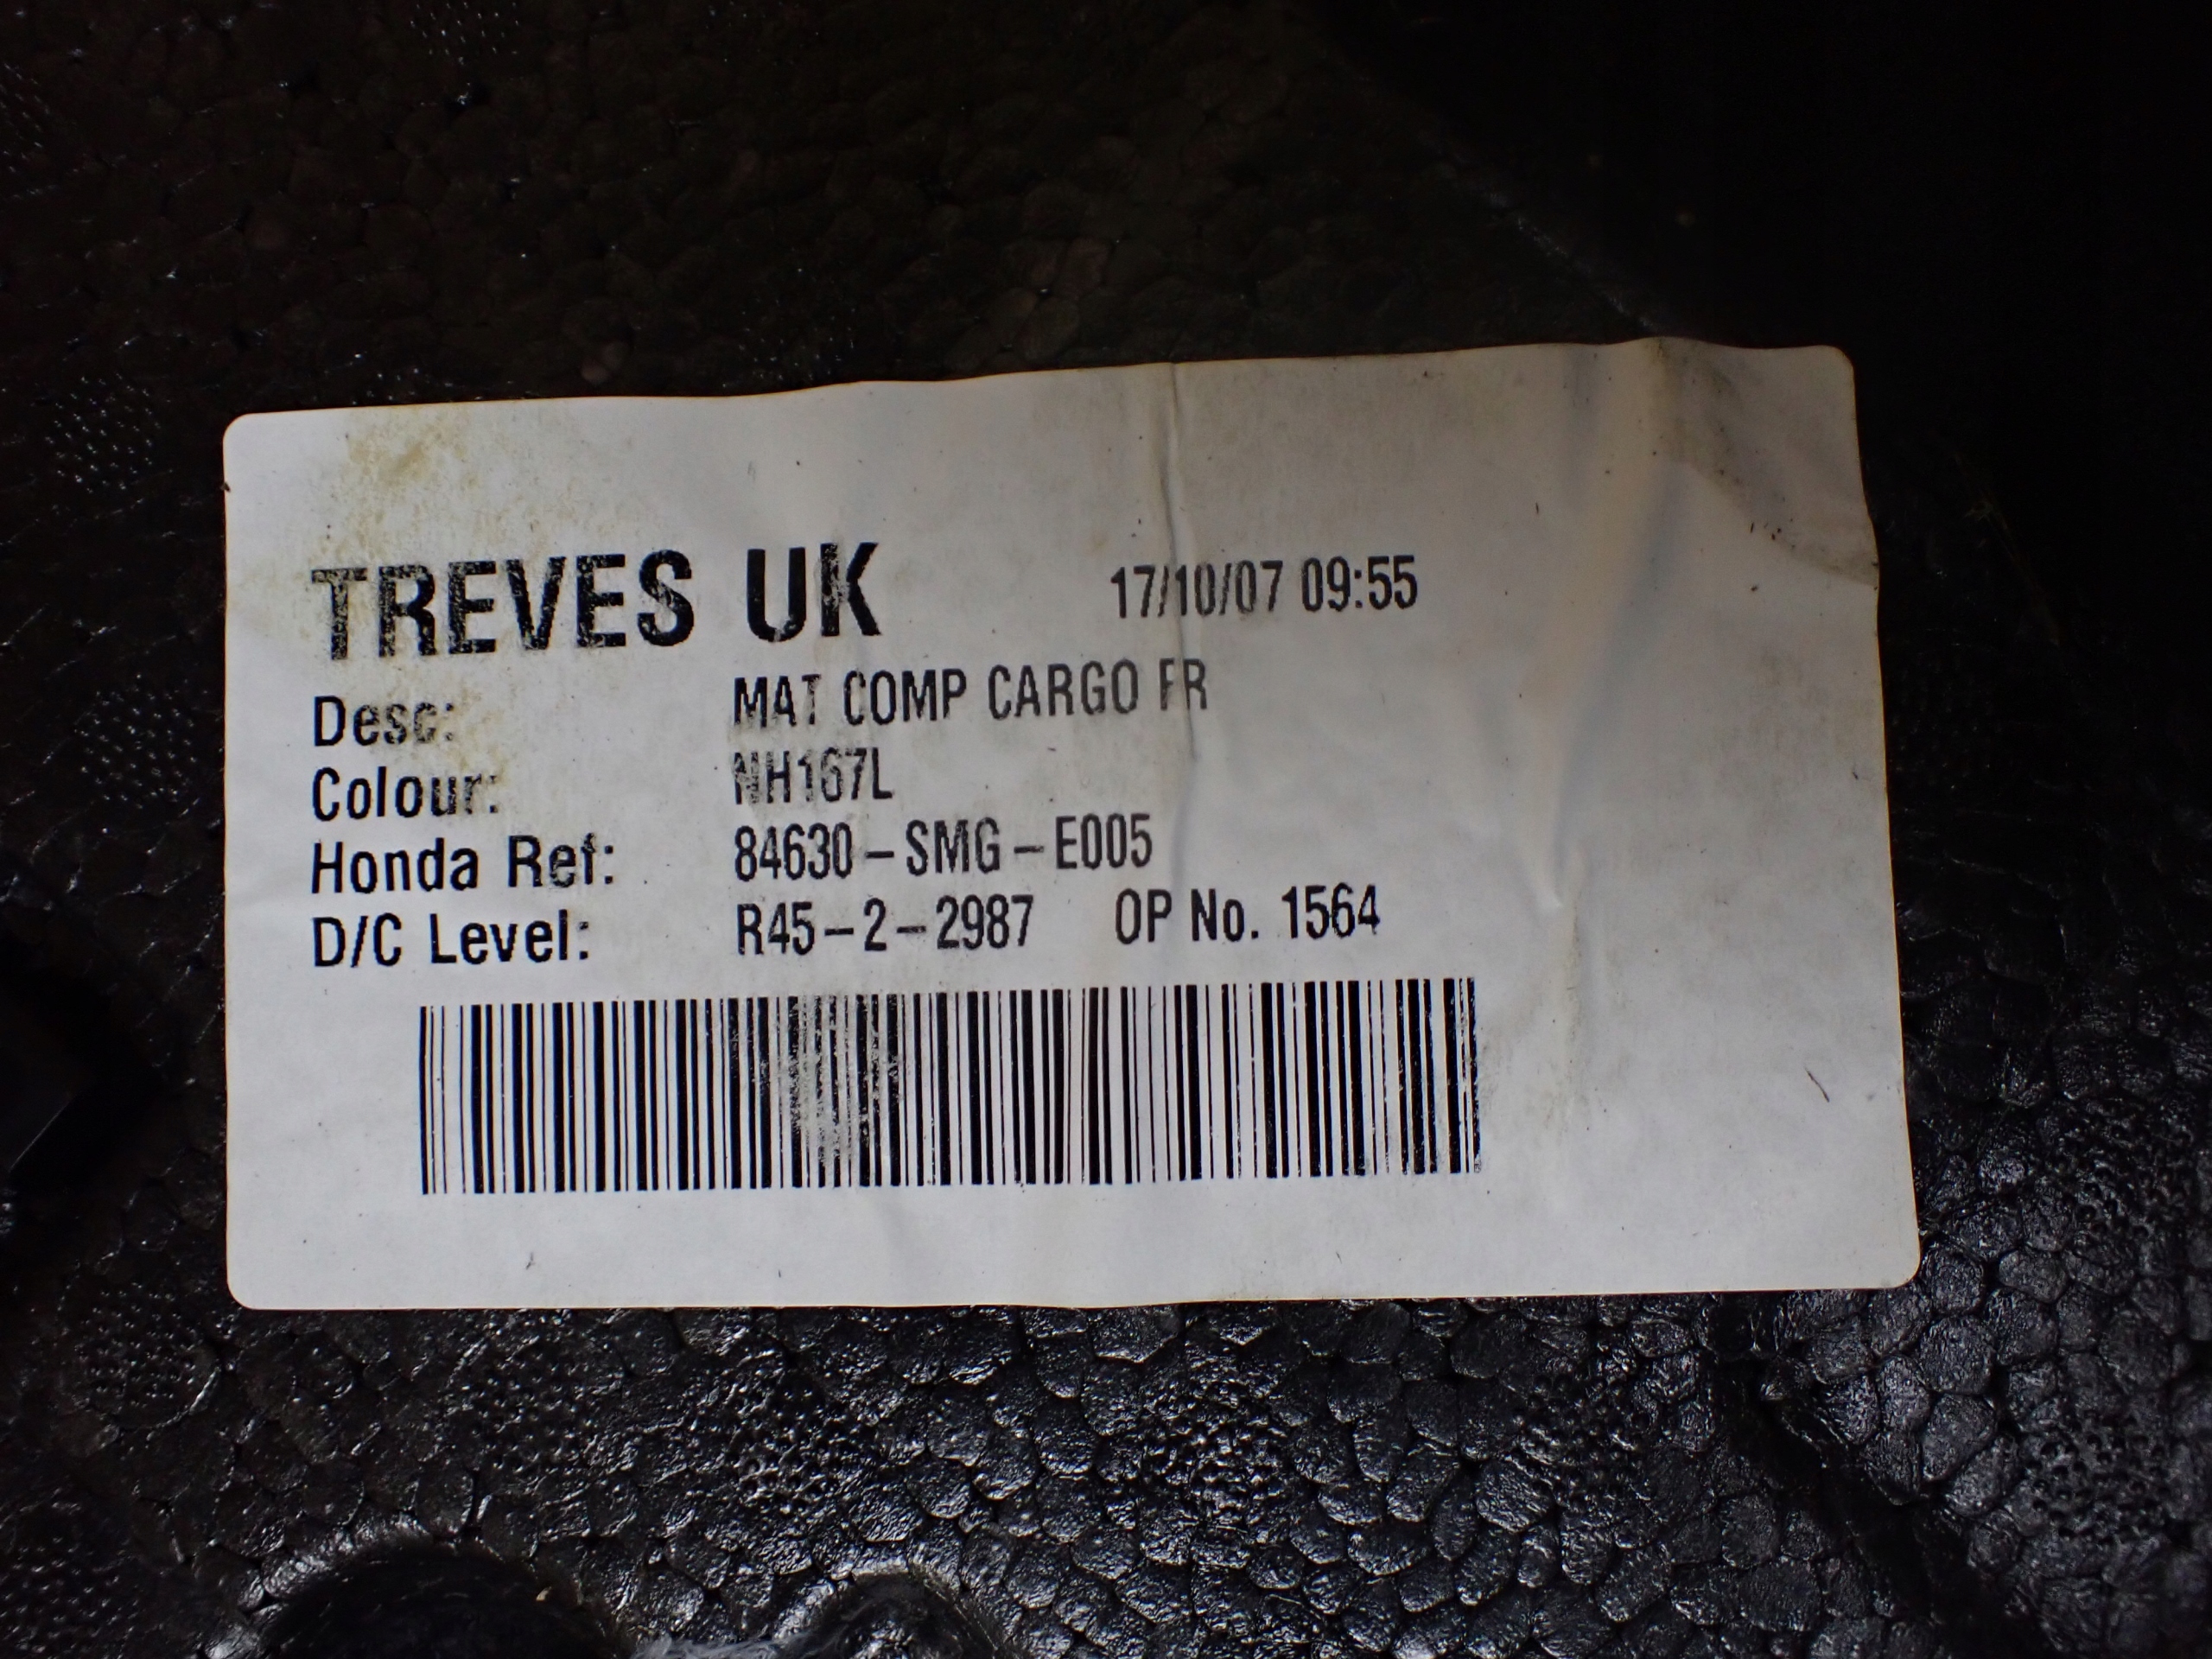 TREVES UK 17/10/07 09:55
Desc: MAT COMP CARGO FR
Colour: NH167L
Honda Ref: 84630-SMG-E005
D/C Level: R45-2-2987 OP No. 1564